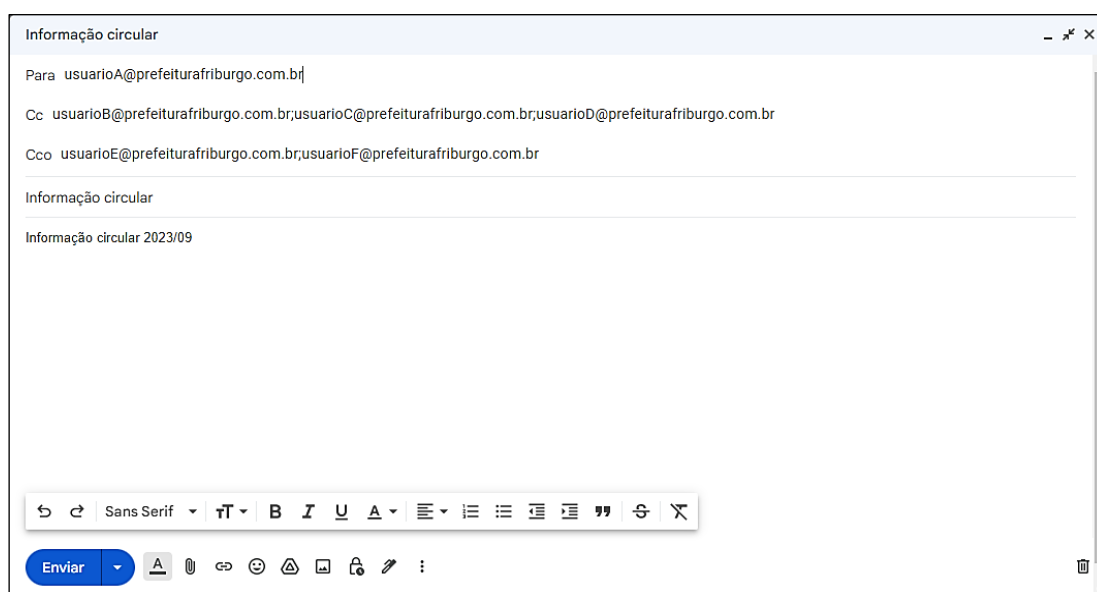 Informação circular
Para usuarioA@prefeiturafriburgo.com.br
Cc usuarioB@prefeiturafriburgo.com.br;usuarioC@prefeiturafriburgo.com.br;usuarioD@prefeiturafriburgo.com.br
Cco usuarioE@prefeiturafriburgo.com.br;usuarioF@prefeiturafriburgo.com.br
Informação circular
Informação circular 2023/09
Sans Serif TT B I U A
Enviar A